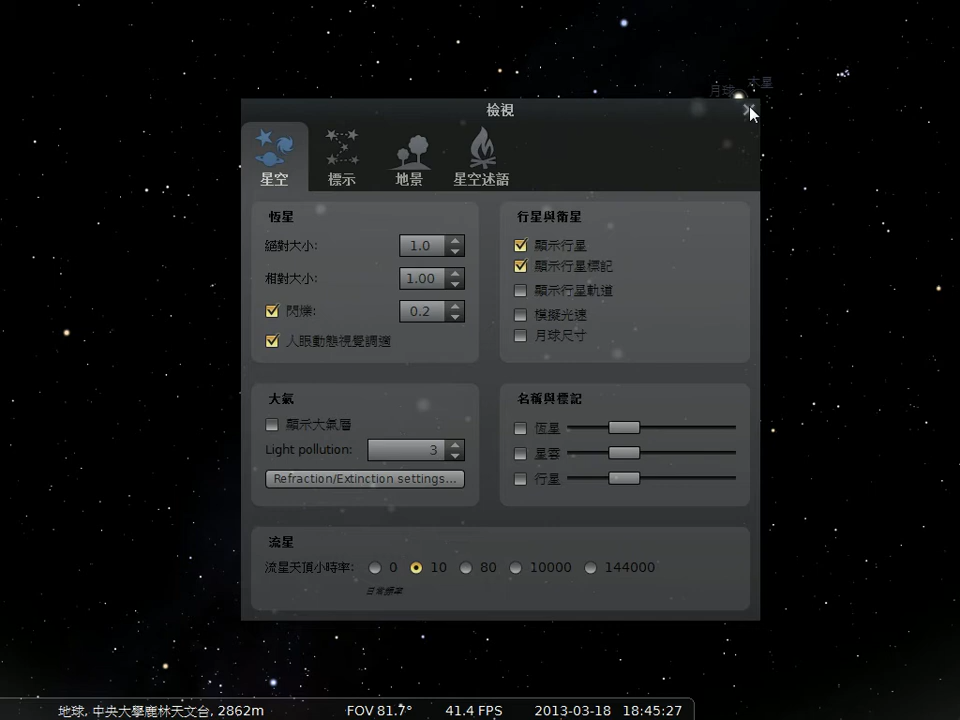 木星
月球
檢視
星空 標示 地景 星空述語
恆星
絕對大小: 1.0
相對大小: 1.00
閃爍: 0.2
人眼動態視覺調適
行星與衛星
顯示行星
顯示行星標記
顯示行星軌道
模擬光速
月球尺寸
大氣
顯示大氣層
Light pollution: 3
Refraction/Extinction settings...
名稱與標記
恆星
星雲
行星
流星
流星天頂小時率: 0 10 80 10000 144000
日常標準
地球, 中央大學鹿林天文台, 2862m FOV 81.7° 41.4 FPS 2013-03-18 18:45:27